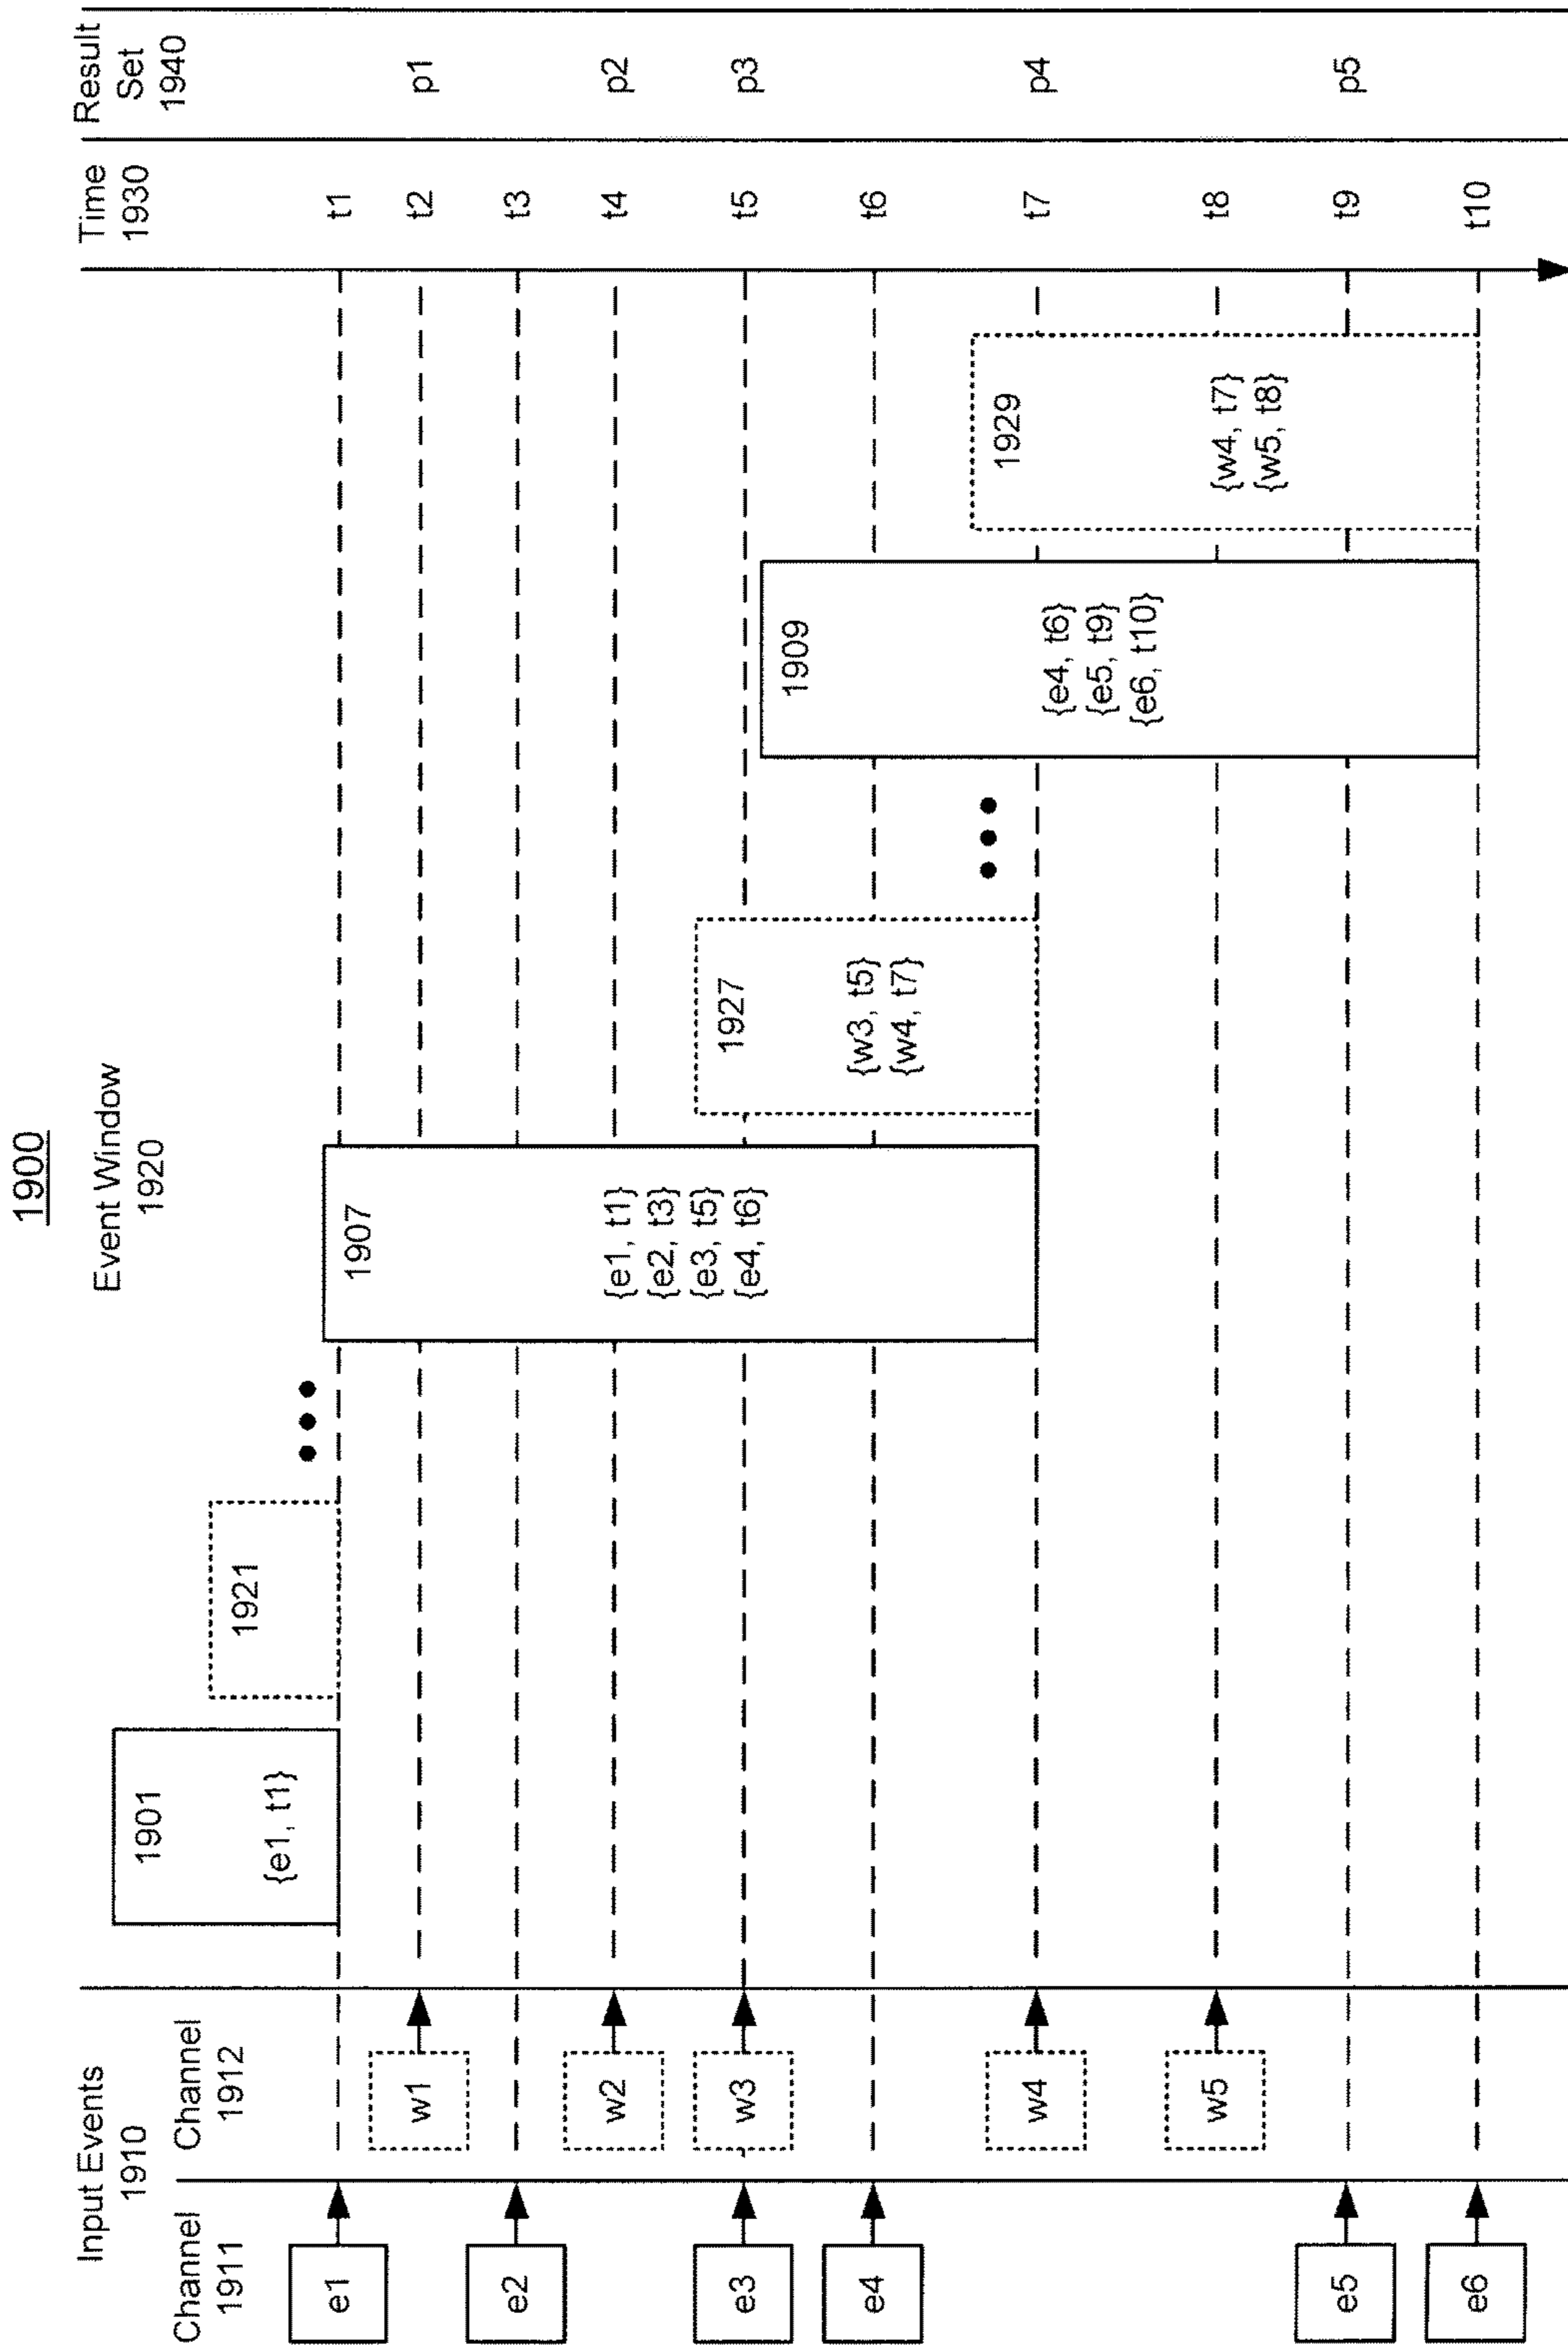 1900
Input Events
1910
Channel
1911
Channel
1912
Event Window
1920
Time
1930
Result
Set
1940
1901
{e1, t1}
1921
1907
{e1, t1}
{e2, t3}
{e3, t5}
{e4, t6}
1927
{w3, t5}
{w4, t7}
1909
{e4, t6}
{e5, t9}
{e6, t10}
1929
{w4, t7}
{w5, t8}
e1
t1
w1
t2
p1
e2
t3
w2
t4
p2
e3
w3
t5
p3
e4
t6
w4
t7
p4
w5
t8
e5
t9
p5
e6
t10